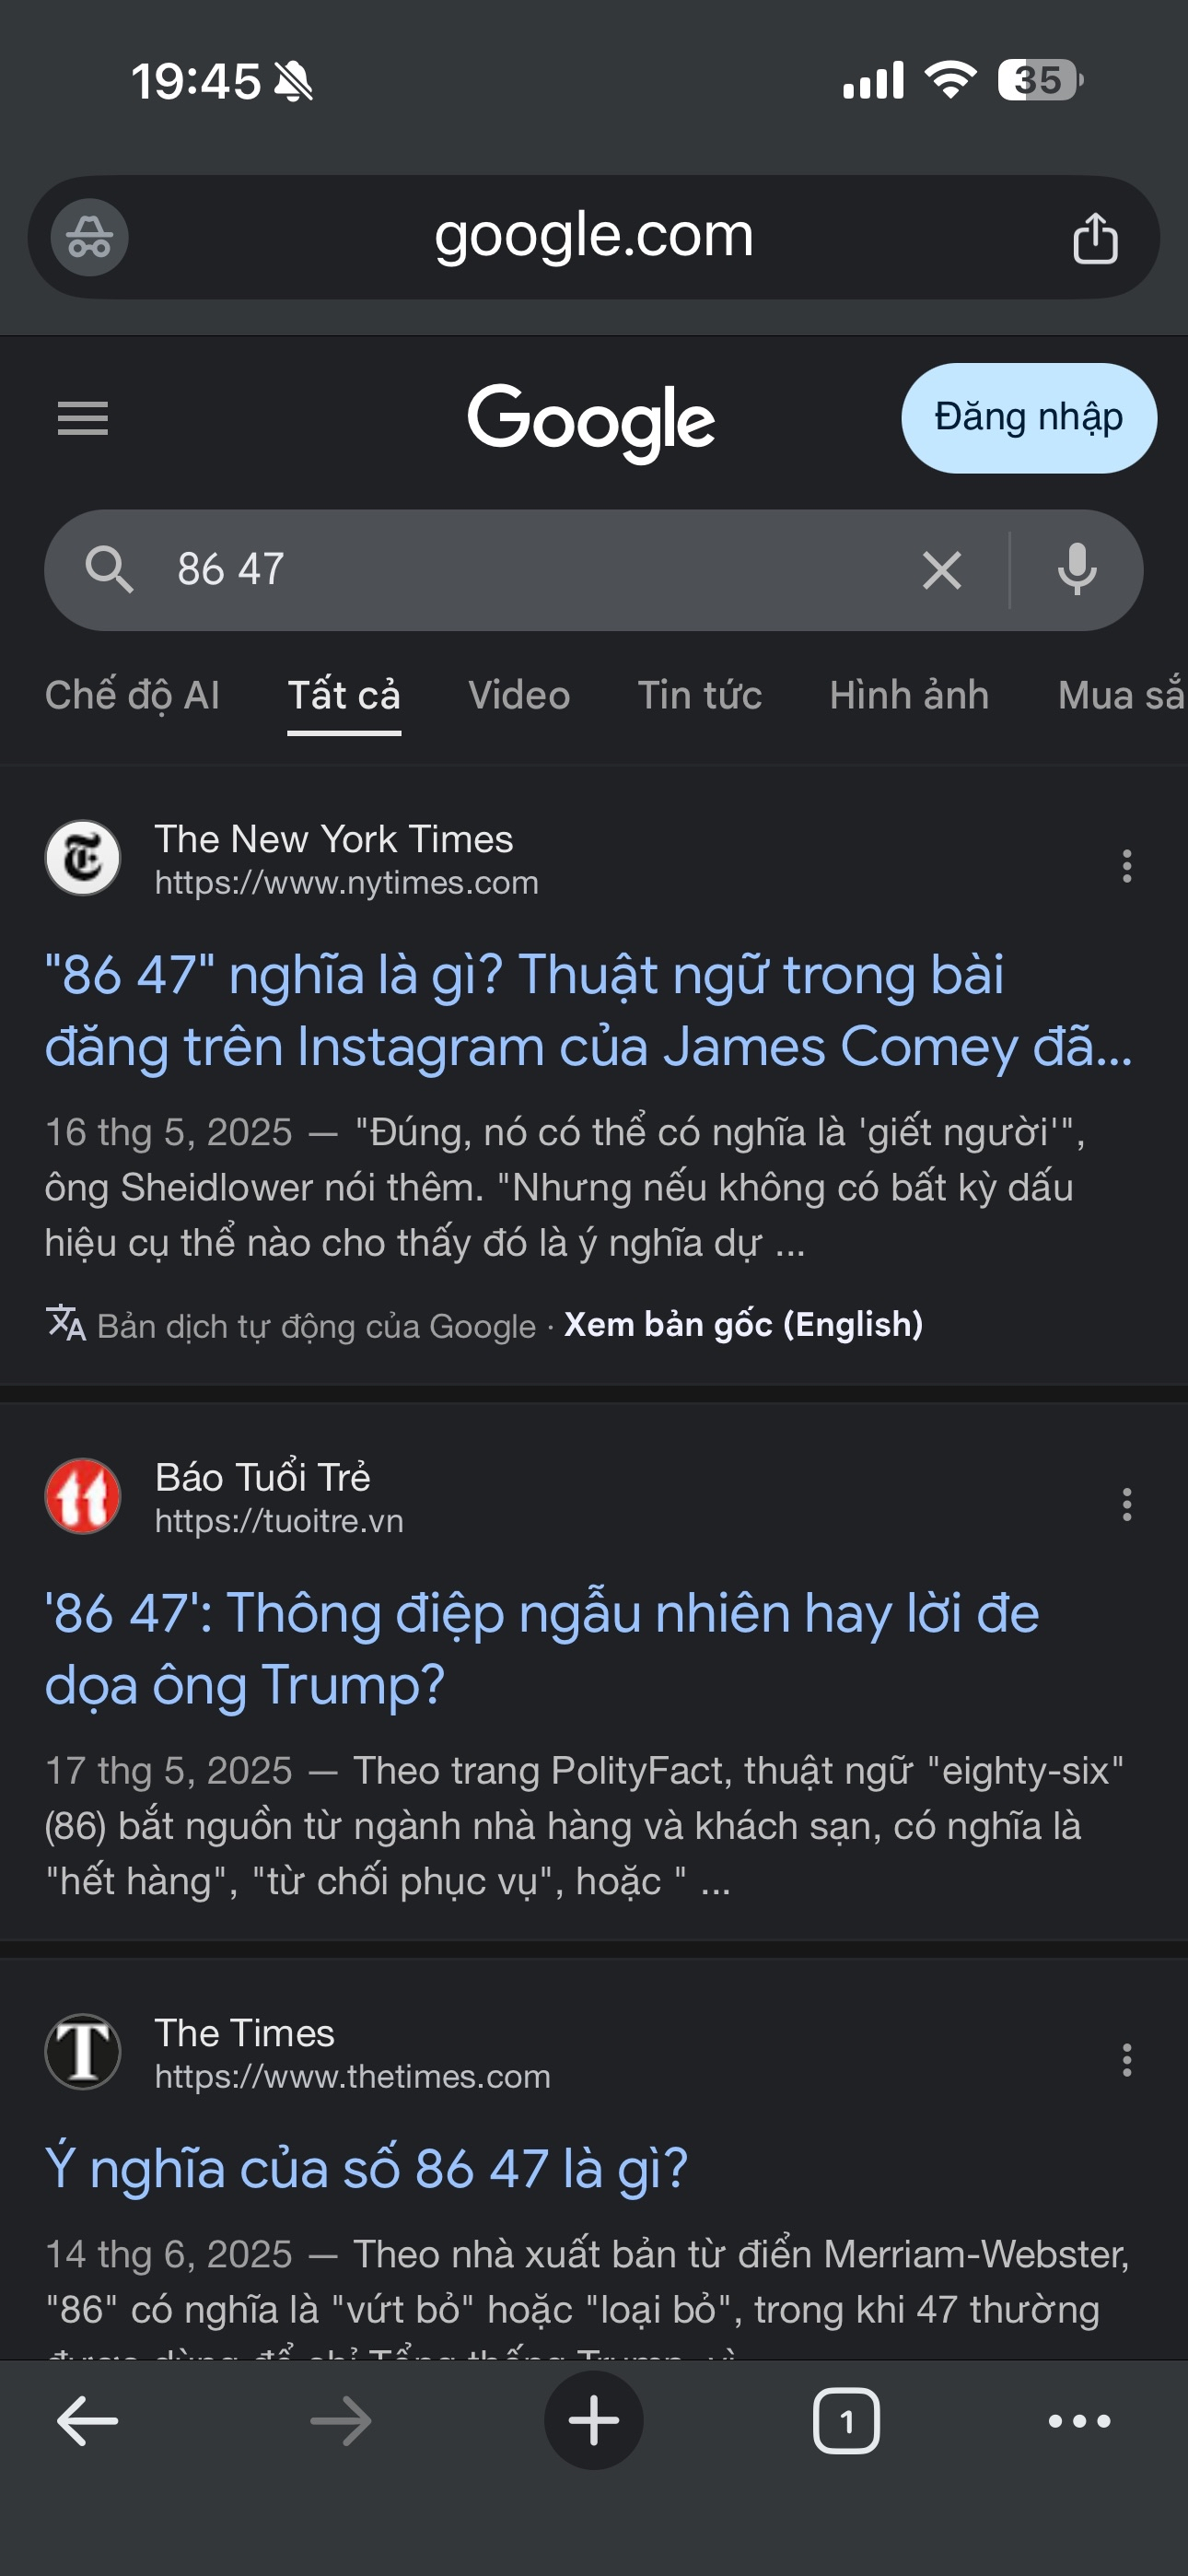 19:45
35
google.com
Google
Đăng nhập
86 47
Chế độ AI Tất cả Video Tin tức Hình ảnh Mua sắ
The New York Times
https://www.nytimes.com
"86 47" nghĩa là gì? Thuật ngữ trong bài
đăng trên Instagram của James Comey đã...
16 thg 5, 2025 — "Đúng, nó có thể có nghĩa là 'giết người'",
ông Sheidlower nói thêm. "Nhưng nếu không có bất kỳ dấu
hiệu cụ thể nào cho thấy đó là ý nghĩa dự ...
Bản dịch tự động của Google · Xem bản gốc (English)
Báo Tuổi Trẻ
https://tuoitre.vn
'86 47': Thông điệp ngẫu nhiên hay lời đe
dọa ông Trump?
17 thg 5, 2025 — Theo trang PolityFact, thuật ngữ "eighty-six"
(86) bắt nguồn từ ngành nhà hàng và khách sạn, có nghĩa là
"hết hàng", "từ chối phục vụ", hoặc " ...
The Times
https://www.thetimes.com
Ý nghĩa của số 86 47 là gì?
14 thg 6, 2025 — Theo nhà xuất bản từ điển Merriam-Webster,
"86" có nghĩa là "vứt bỏ" hoặc "loại bỏ", trong khi 47 thường
1